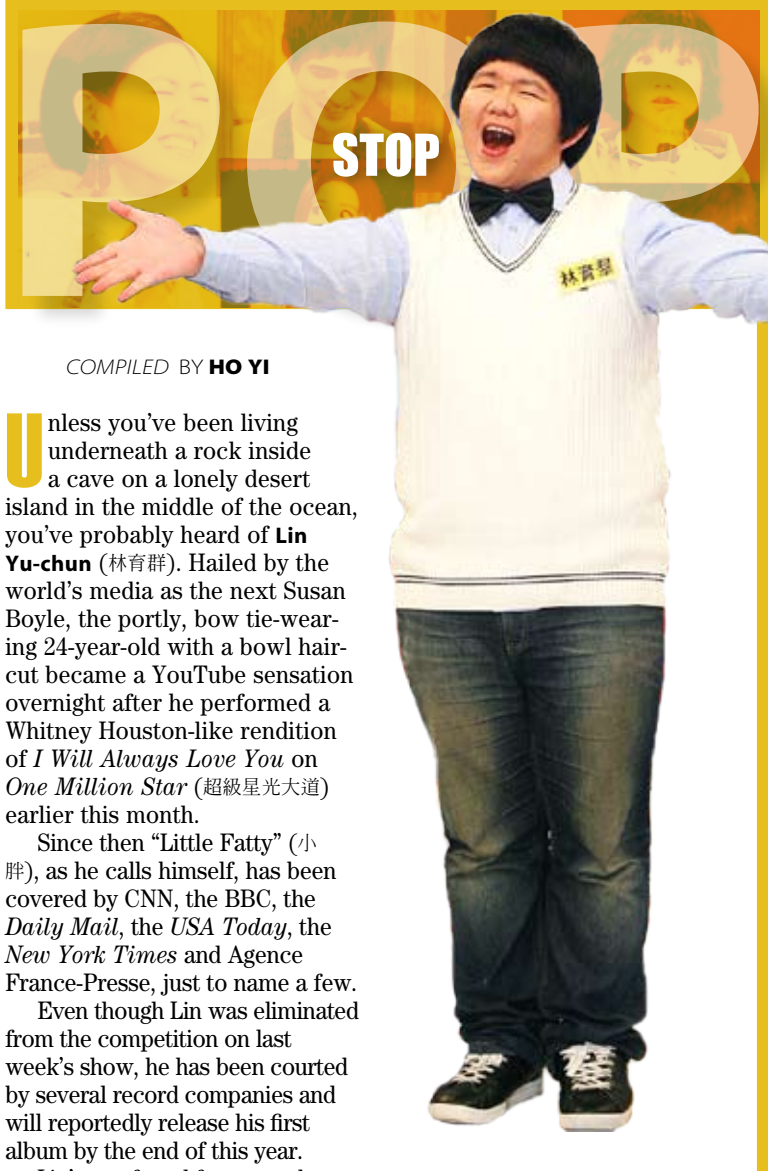 POP
STOP
林育群
COMPILED BY HO YI
Unless you’ve been living
underneath a rock inside
a cave on a lonely desert
island in the middle of the ocean,
you’ve probably heard of Lin
Yu-chun (林育群). Hailed by the
world’s media as the next Susan
Boyle, the portly, bow tie-wear-
ing 24-year-old with a bowl hair-
cut became a YouTube sensation
overnight after he performed a
Whitney Houston-like rendition
of I Will Always Love You on
One Million Star (超級星光大道)
earlier this month.
Since then “Little Fatty” (小
胖), as he calls himself, has been
covered by CNN, the BBC, the
Daily Mail, the USA Today, the
New York Times and Agence
France-Presse, just to name a few.
Even though Lin was eliminated
from the competition on last
week’s show, he has been courted
by several record companies and
will reportedly release his first
album by the end of this year.